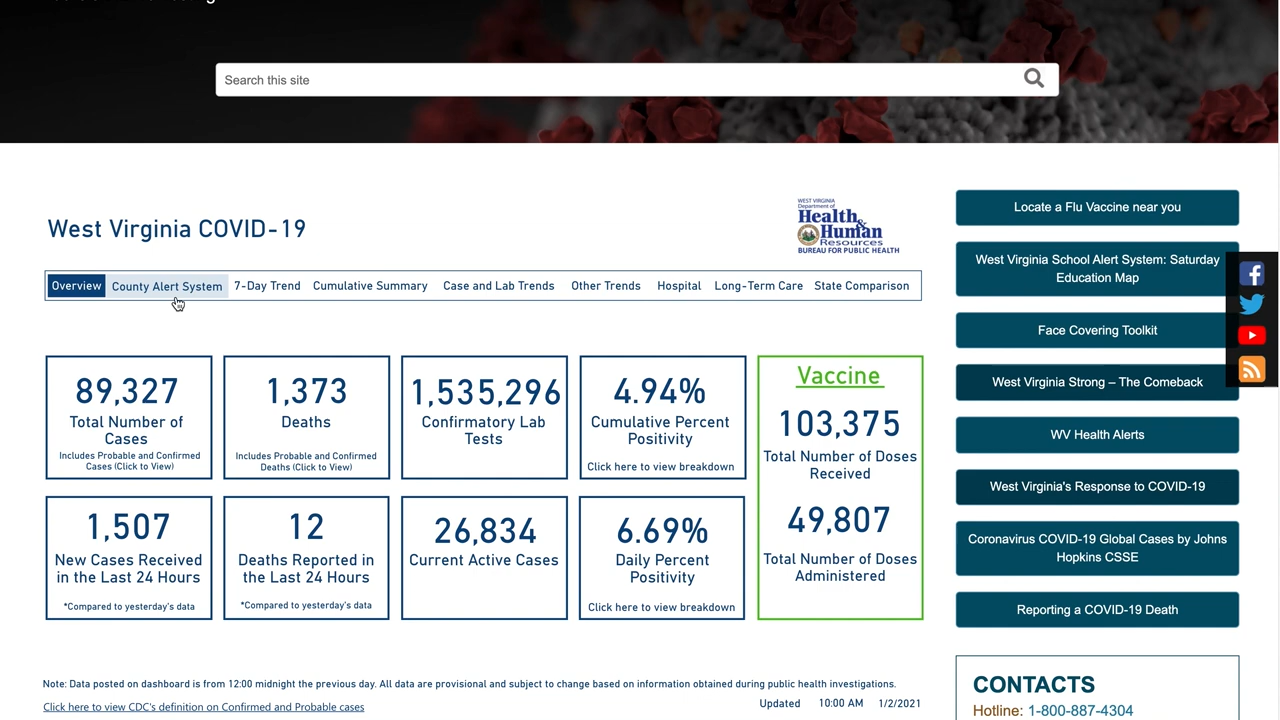 Search this site
West Virginia COVID-19
WEST VIRGINIA
Department of
Health &
Human
Resources
BUREAU FOR PUBLIC HEALTH
Overview County Alert System 7-Day Trend Cumulative Summary Case and Lab Trends Other Trends Hospital Long-Term Care State Comparison
89,327
Total Number of
Cases
Includes Probable and Confirmed
Cases (Click to View)
1,373
Deaths
Includes Probable and Confirmed
Deaths (Click to View)
1,535,296
Confirmatory Lab
Tests
4.94%
Cumulative Percent
Positivity
Click here to view breakdown
Vaccine
103,375
Total Number of Doses
Received
49,807
Total Number of Doses
Administered
1,507
New Cases Received
in the Last 24 Hours
*Compared to yesterday's data
12
Deaths Reported in
the Last 24 Hours
*Compared to yesterday's data
26,834
Current Active Cases
6.69%
Daily Percent
Positivity
Click here to view breakdown
Note: Data posted on dashboard is from 12:00 midnight the previous day. All data are provisional and subject to change based on information obtained during public health investigations.
Click here to view CDC's definition on Confirmed and Probable cases
Updated 10:00 AM 1/2/2021
Locate a Flu Vaccine near you
West Virginia School Alert System: Saturday
Education Map
Face Covering Toolkit
West Virginia Strong – The Comeback
WV Health Alerts
West Virginia's Response to COVID-19
Coronavirus COVID-19 Global Cases by Johns
Hopkins CSSE
Reporting a COVID-19 Death
CONTACTS
Hotline: 1-800-887-4304